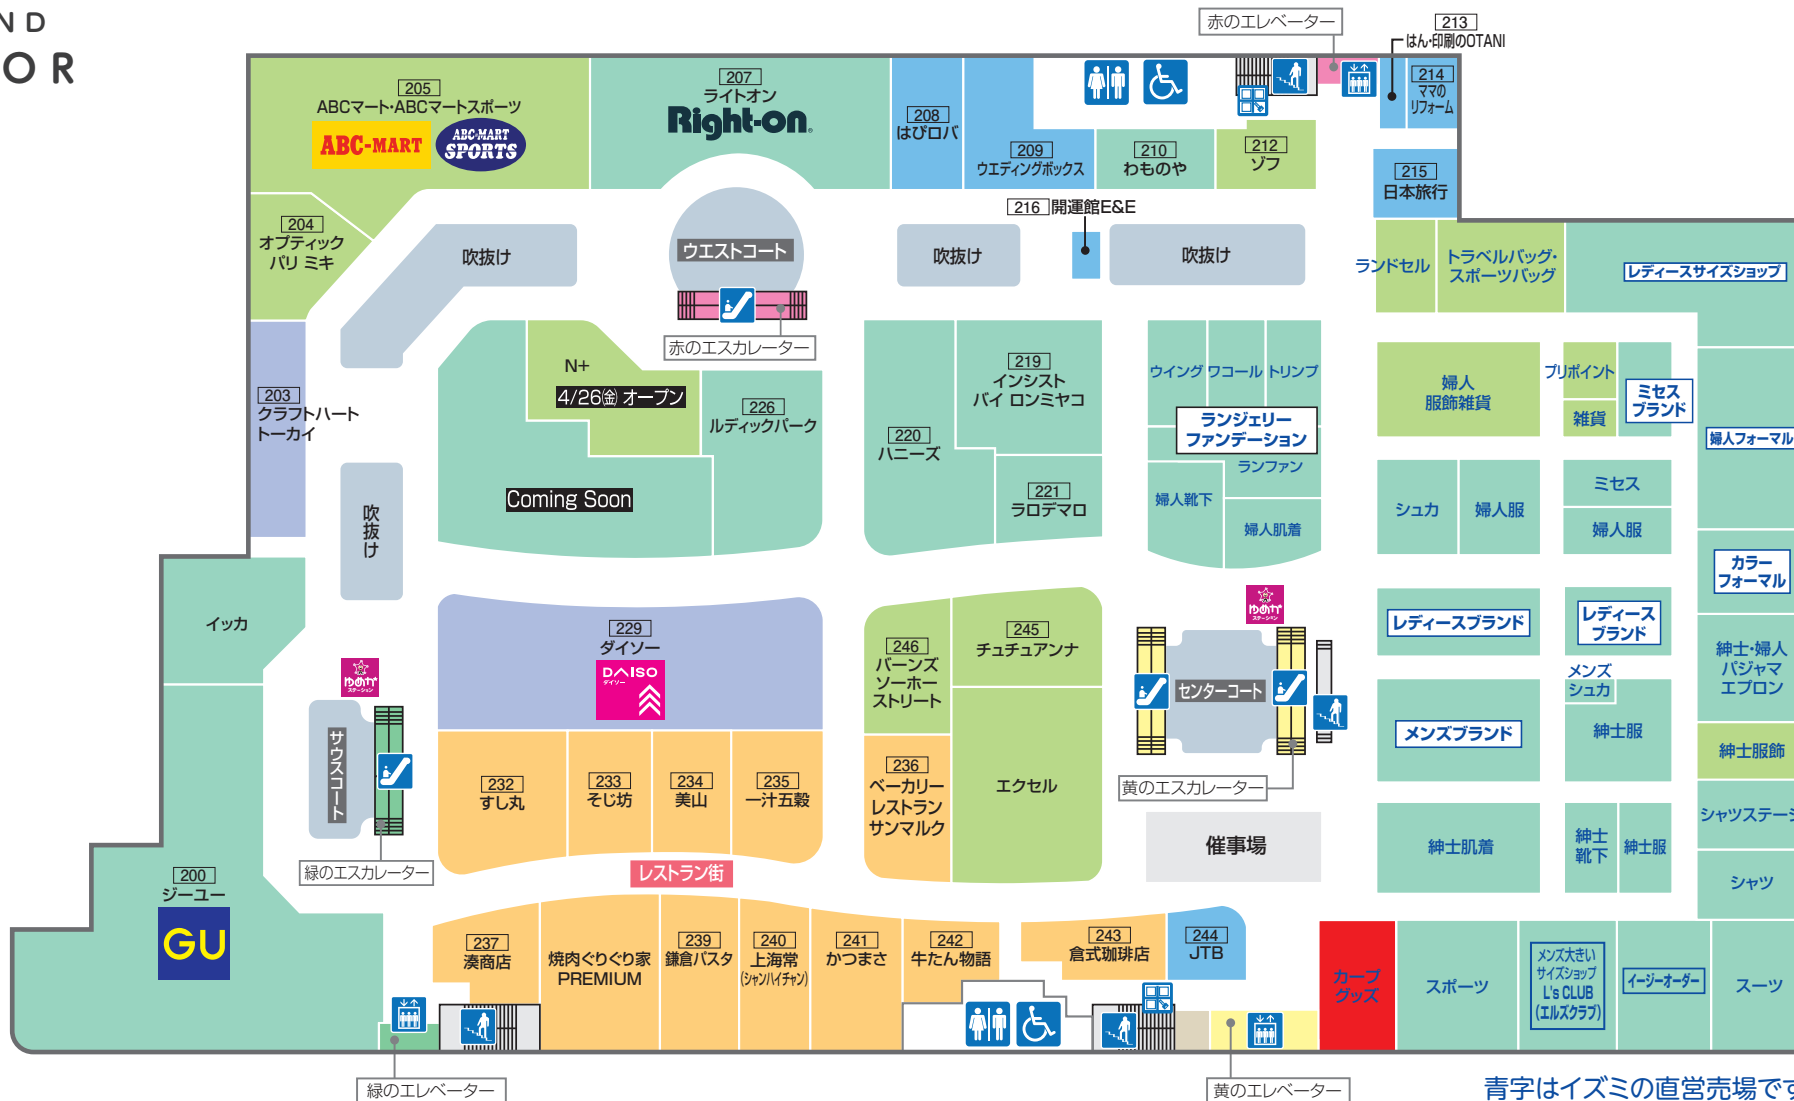 ND
OR
赤のエレベーター
213
はん・印刷のOTANI
205
ABCマート・ABCマートスポーツ
ABC-MART
ABC-MART
SPORTS
207
ライトオン
Right-on.
208
はぴロバ
209
ウエディングボックス
210
わものや
212
ゾフ
214
ママの
リフォーム
215
日本旅行
216 開運館E&E
204
オプティック
パリ ミキ
吹抜け
ウエストコート
吹抜け
吹抜け
赤のエスカレーター
ランドセル
トラベルバッグ・
スポーツバッグ
レディースサイズショップ
203
クラフトハート
トーカイ
吹抜け
N+
4/26㈮ オープン
Coming Soon
226
ルディックパーク
220
ハニーズ
219
インシスト
バイ ロンミヤコ
221
ラロデマロ
ウイング
ワコール
トリンプ
ランジェリー
ファンデーション
ランファン
婦人靴下
婦人肌着
婦人
服飾雑貨
プリポイント
雑貨
ミセス
ブランド
婦人フォーマル
シュカ
婦人服
ミセス
婦人服
カラー
フォーマル
イッカ
ゆめか
ステーション
サウスコート
緑のエスカレーター
229
ダイソー
DAISO
ダイソー
232
すし丸
233
そじ坊
234
美山
235
一汁五穀
レストラン街
246
バーンズ
ソーホー
ストリート
245
チュチュアンナ
236
ベーカリー
レストラン
サンマルク
エクセル
ゆめか
ステーション
センターコート
黄のエスカレーター
催事場
レディースブランド
レディース
ブランド
メンズ
シュカ
メンズブランド
紳士服
紳士・婦人
パジャマ
エプロン
紳士服飾
シャツステージ
紳士肌着
紳士
靴下
紳士服
シャツ
200
ジーユー
GU
237
湊商店
焼肉ぐりぐり家
PREMIUM
239
鎌倉パスタ
240
上海常
(シャンハイチャン)
241
かつまさ
242
牛たん物語
243
倉式珈琲店
244
JTB
カープ
グッズ
スポーツ
メンズ大きい
サイズショップ
L's CLUB
(エルズクラブ)
イージーオーダー
スーツ
緑のエレベーター
黄のエレベーター
青字はイズミの直営売場です